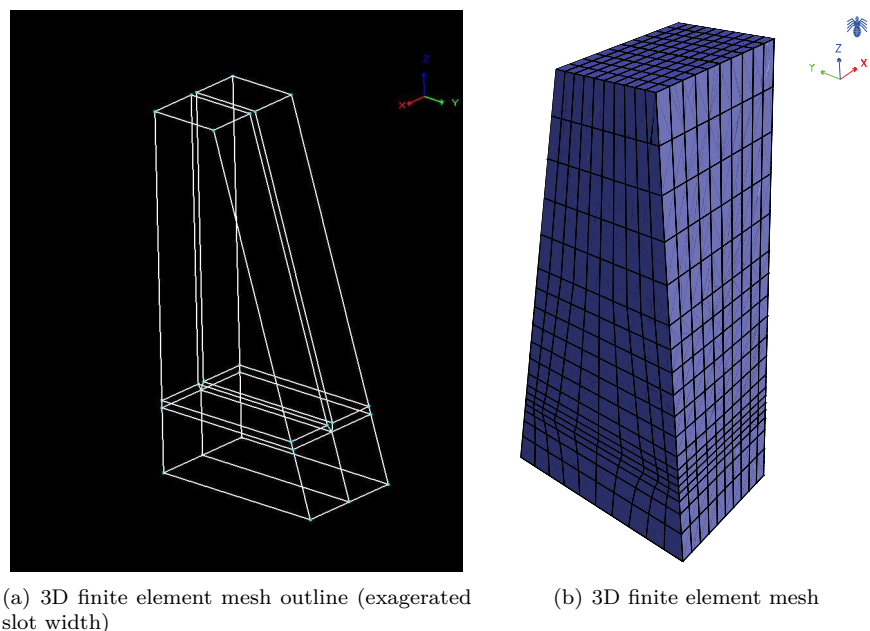 Z
X
Y
Z
Y
X
(a) 3D finite element mesh outline (exagerated
slot width)
(b) 3D finite element mesh